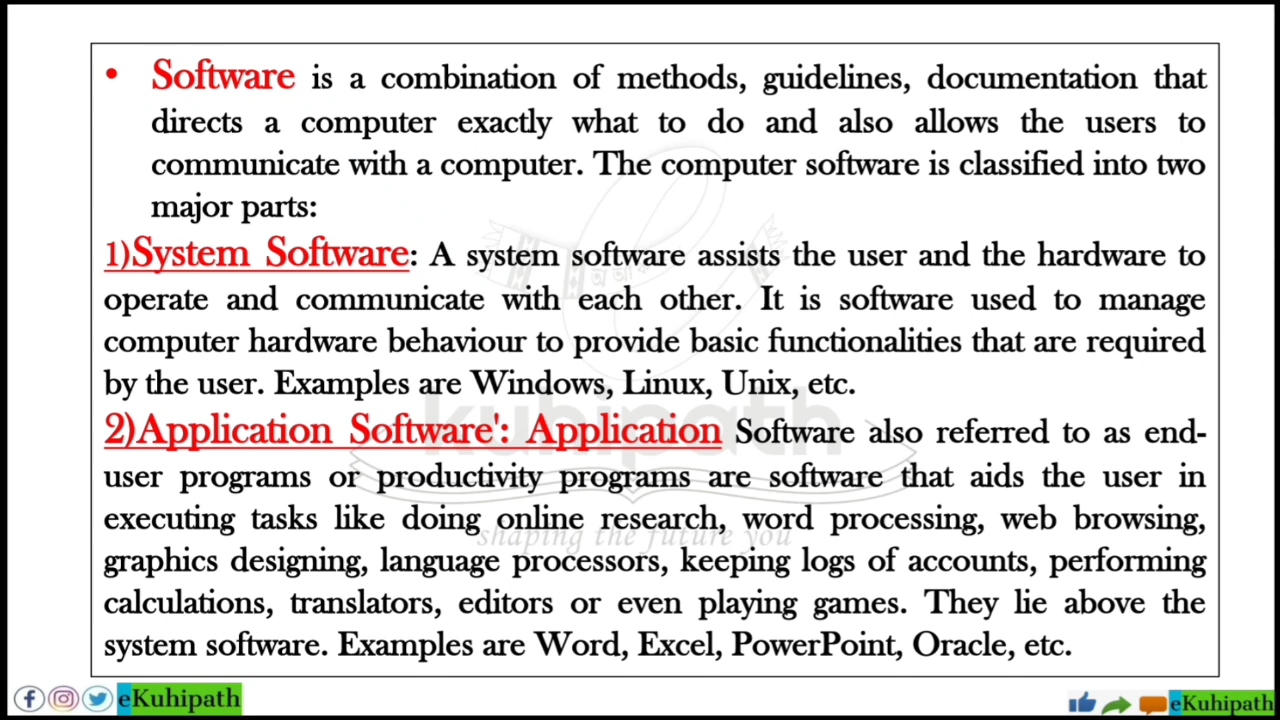 • Software is a combination of methods, guidelines, documentation that
directs a computer exactly what to do and also allows the users to
communicate with a computer. The computer software is classified into two
major parts:
1)System Software: A system software assists the user and the hardware to
operate and communicate with each other. It is software used to manage
computer hardware behaviour to provide basic functionalities that are required
by the user. Examples are Windows, Linux, Unix, etc.
2)Application Software': Application Software also referred to as end-
user programs or productivity programs are software that aids the user in
executing tasks like doing online research, word processing, web browsing,
graphics designing, language processors, keeping logs of accounts, performing
calculations, translators, editors or even playing games. They lie above the
system software. Examples are Word, Excel, PowerPoint, Oracle, etc.
kuhipath
shaping the future you
eKuhipath
eKuhipath